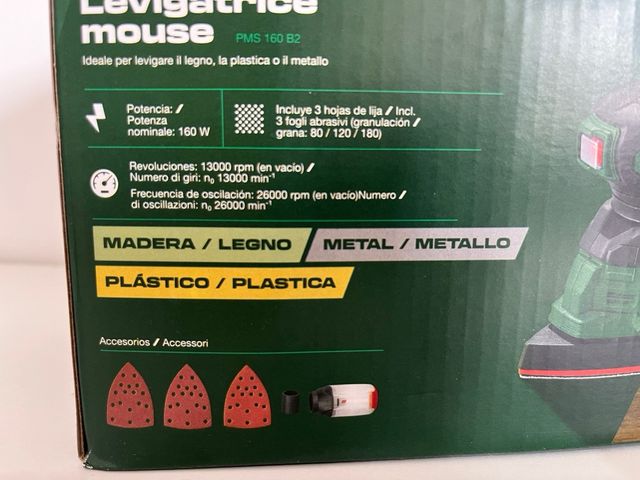 Levigatrice
mouse PMS 160 B2
Ideale per levigare il legno, la plastica o il metallo
Potencia: /
Potenza
nominale: 160 W
Incluye 3 hojas de lija / Incl.
3 fogli abrasivi (granulación /
grana: 80 / 120 / 180)
Revoluciones: 13000 rpm (en vacío) /
Numero di giri: n₀ 13000 min⁻¹
Frecuencia de oscilación: 26000 rpm (en vacío)Numero /
di oscillazioni: n₀ 26000 min⁻¹
MADERA / LEGNO
METAL / METALLO
PLÁSTICO / PLASTICA
Accesorios / Accessori